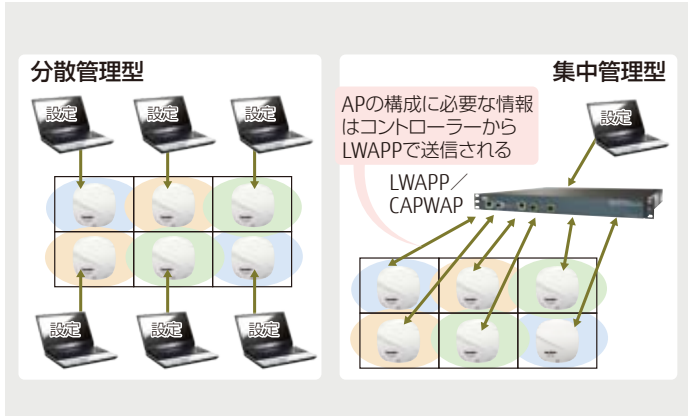 分散管理型
設定
設定
設定
設定
設定
設定
集中管理型
APの構成に必要な情報
はコントローラーから
LWAPPで送信される
設定
LWAPP／
CAPWAP